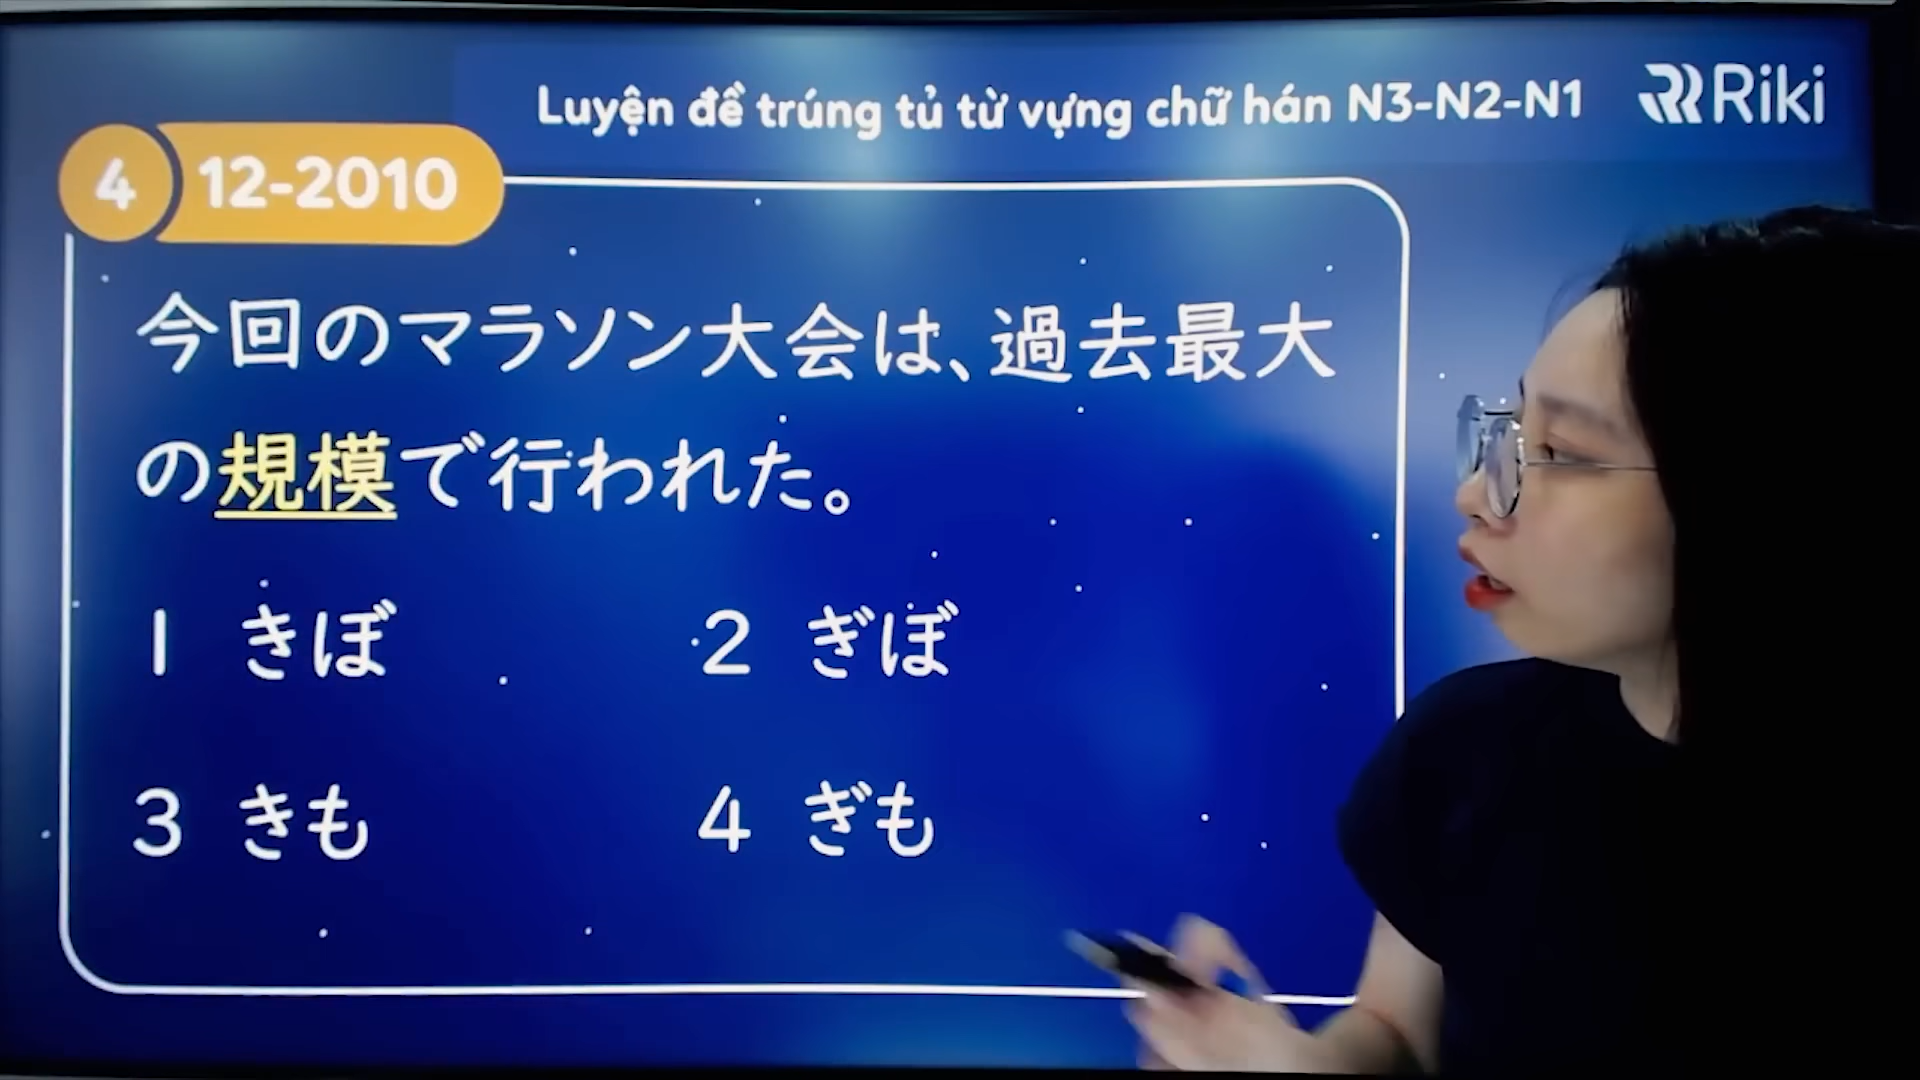 Luyện đề trúng tủ từ vựng chữ hán N3-N2-N1
Riki
4 12-2010
今回のマラソン大会は、過去最大
の規模で行われた。
1 きぼ 2 ぎぼ
3 きも 4 ぎも